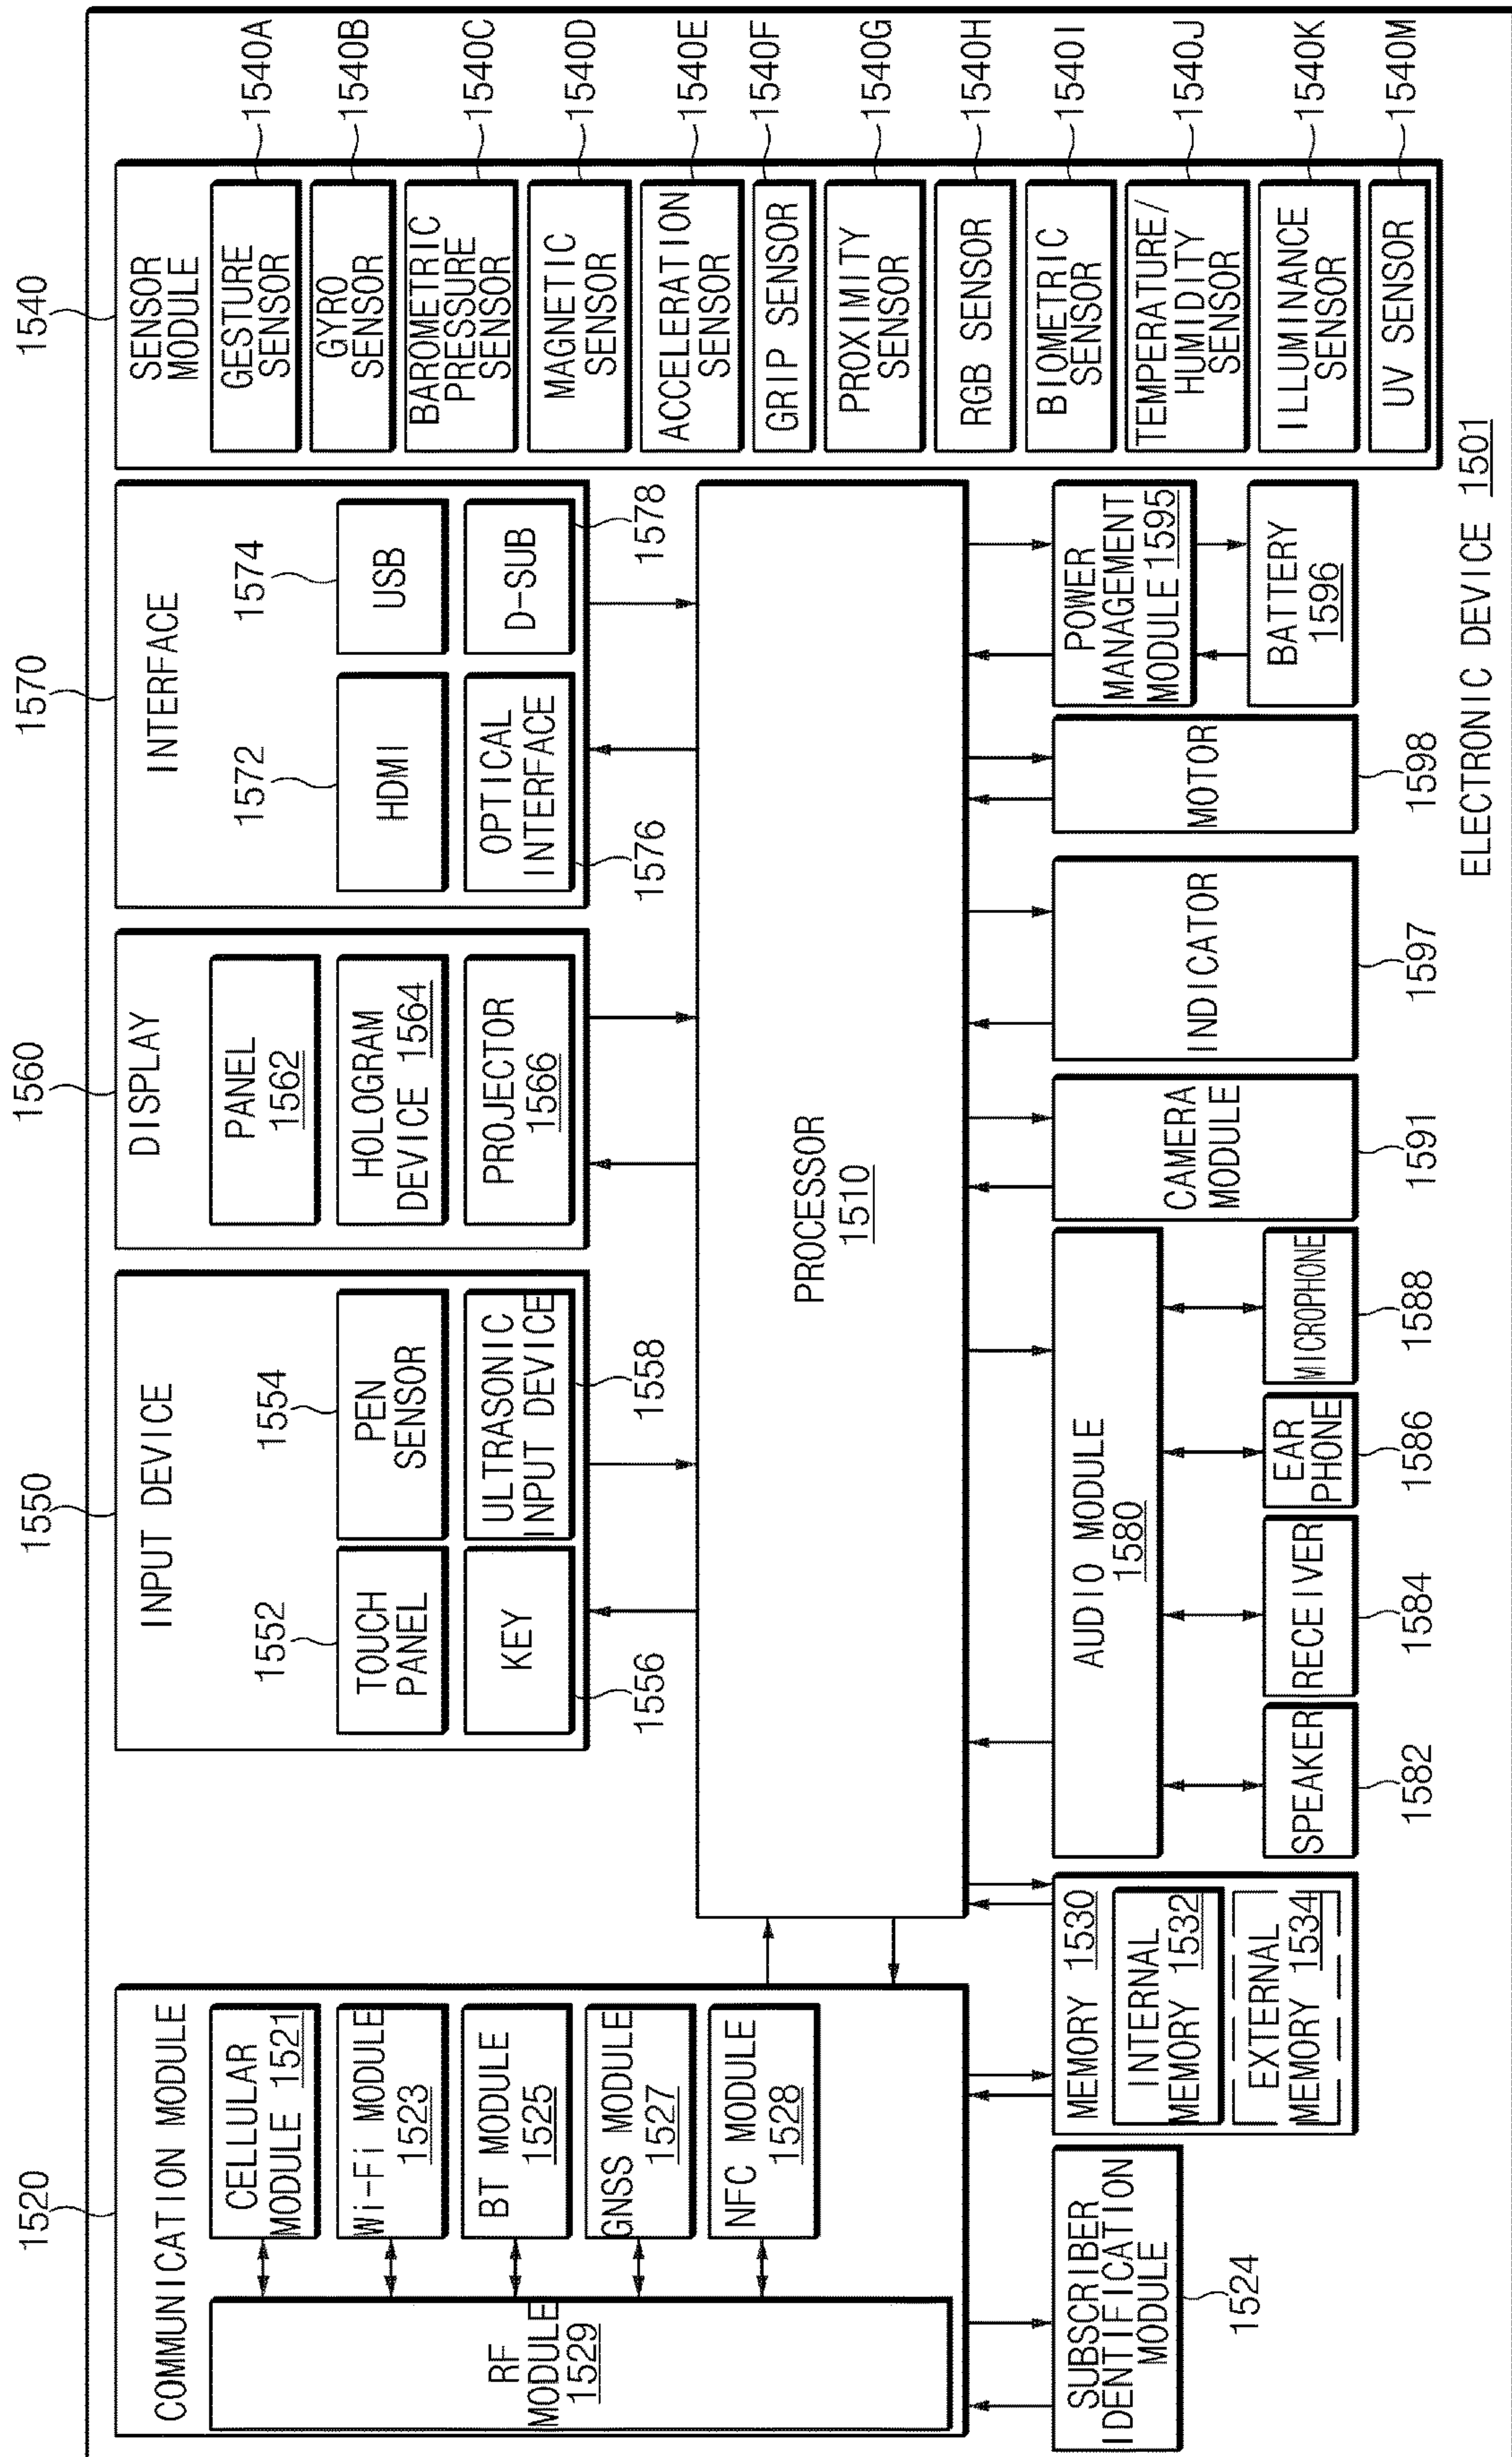 1520
COMMUNICATION MODULE
CELLULAR
MODULE 1521
Wi-Fi MODULE
1523
BT MODULE
1525
GNSS MODULE
1527
NFC MODULE
1528
RF
MODULE
1529
SUBSCRIBER
IDENTIFICATION
MODULE
1524
MEMORY 1530
INTERNAL
MEMORY 1532
EXTERNAL
MEMORY 1534
1550
INPUT DEVICE
1552
TOUCH
PANEL
1554
PEN
SENSOR
KEY
1556
ULTRASONIC
INPUT DEVICE
1558
1560
DISPLAY
PANEL
1562
HOLOGRAM
DEVICE 1564
PROJECTOR
1566
1570
INTERFACE
1572
HDMI
1574
USB
OPTICAL
INTERFACE
1576
D-SUB
1578
1540
SENSOR
MODULE
GESTURE
SENSOR
1540A
GYRO
SENSOR
1540B
BAROMETRIC
PRESSURE
SENSOR
1540C
MAGNETIC
SENSOR
1540D
ACCELERATION
SENSOR
1540E
GRIP SENSOR
1540F
PROXIMITY
SENSOR
1540G
RGB SENSOR
1540H
BIOMETRIC
SENSOR
1540I
TEMPERATURE/
HUMIDITY
SENSOR
1540J
ILLUMINANCE
SENSOR
1540K
UV SENSOR
1540M
PROCESSOR
1510
AUDIO MODULE
1580
SPEAKER
1582
RECEIVER
1584
EAR
PHONE
1586
MICROPHONE
1588
CAMERA
MODULE
1591
INDICATOR
1597
MOTOR
1598
POWER
MANAGEMENT
MODULE 1595
BATTERY
1596
ELECTRONIC DEVICE 1501